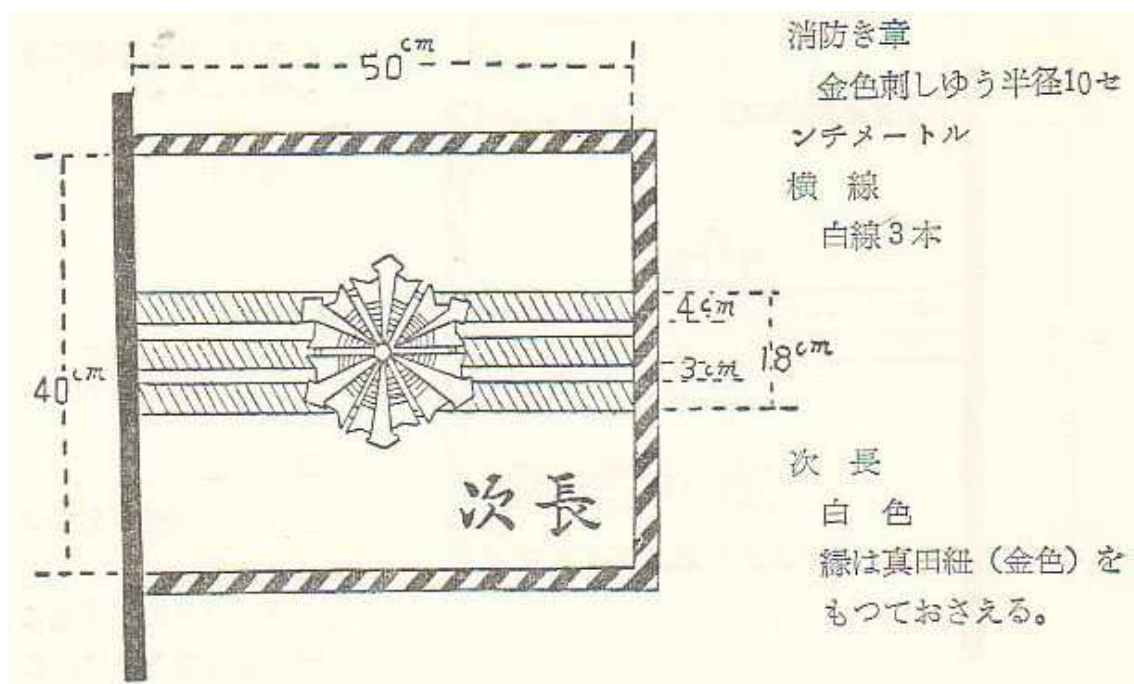 50cm
40cm
次長
4cm
3cm
18cm
消防き章
金色刺しゆう半径10セ
ンチメートル
横線
白線3本
次長
白色
縁は真田紐（金色）を
もつておさえる。